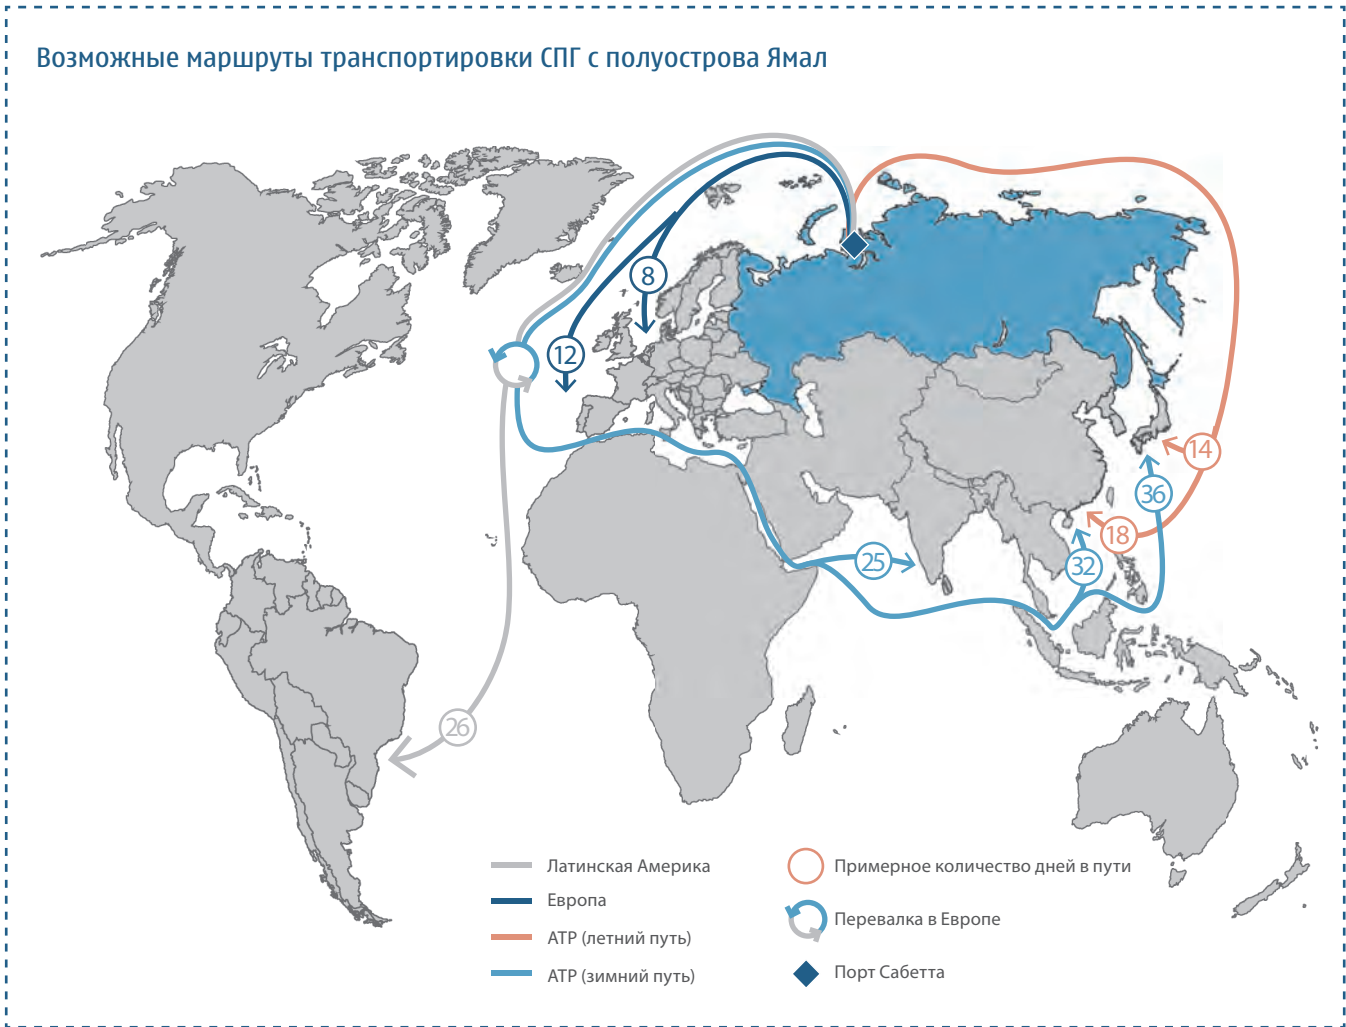 Возможные маршруты транспортировки СПГ с полуострова Ямал
8
12
14
36
18
25
32
26
Латинская Америка
Европа
АТР (летний путь)
АТР (зимний путь)
Примерное количество дней в пути
Перевалка в Европе
Порт Сабетта